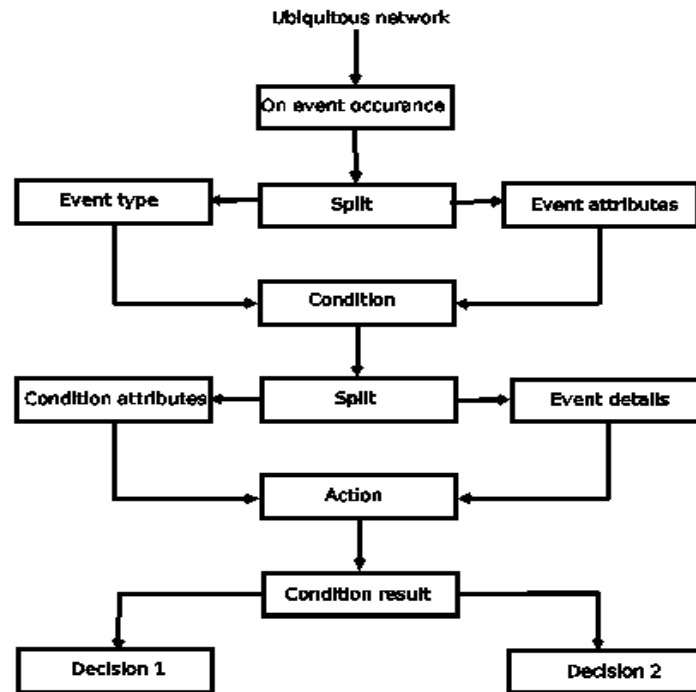 Ubiquitous network
On event occurance
Event type
Split
Event attributes
Condition
Condition attributes
Split
Event details
Action
Condition result
Decision 1
Decision 2